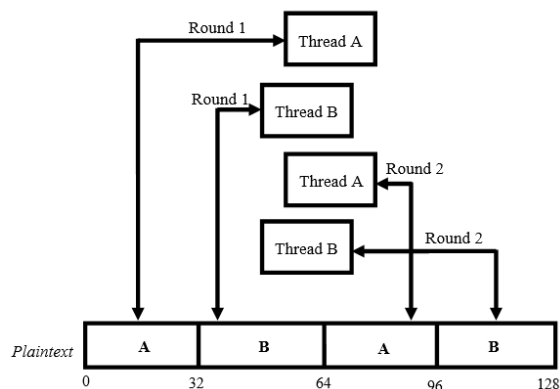 Round 1
Thread A
Round 1
Thread B
Thread A
Round 2
Thread B
Round 2
Plaintext
A
B
A
B
0
32
64
96
128